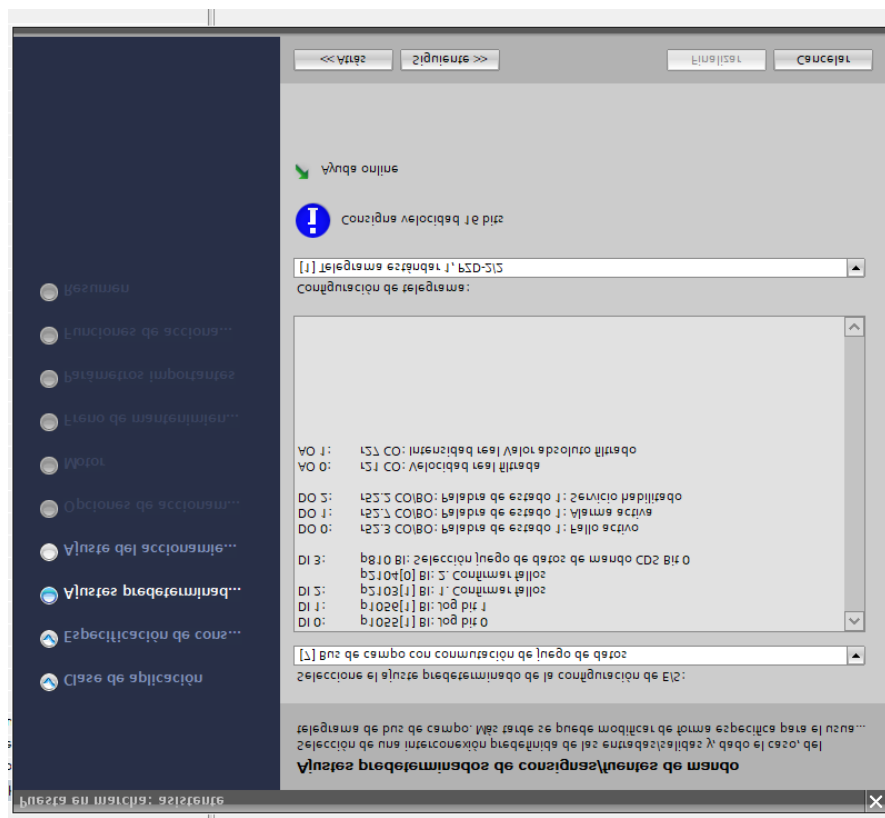 Puesta en marcha: asistente
Clase de aplicación
Especificación de cons...
Ajustes predeterminad...
Ajuste del accionamie...
Opciones de accionam...
Motor
Freno de mantenimien...
Parámetros importantes
Funciones de acciona...
Resumen
Ajustes predeterminados de consignas/fuentes de mando
Selección de una interconexión predefinida de las entradas/salidas y, dado el caso, del
telegrama de bus de campo. Más tarde se puede modificar de forma específica para el usua...
Seleccione el ajuste predeterminado de la configuración de E/S:
[7] Bus de campo con conmutación de juego de datos
DI 0: p1055[1] BI: Jog bit 0
DI 1: p1056[1] BI: Jog bit 1
DI 2: p2103[1] BI: 1. Confirmar fallos
p2104[0] BI: 2. Confirmar fallos
DI 3: p810 BI: Selección juego de datos de mando CDS Bit 0
DO 0: r52.3 CO/BO: Palabra de estado 1: Fallo activo
DO 1: r52.7 CO/BO: Palabra de estado 1: Alarma activa
DO 2: r52.2 CO/BO: Palabra de estado 1: Servicio habilitado
AO 0: r21 CO: Velocidad real filtrada
AO 1: r27 CO: Intensidad real Valor absoluto filtrado
Configuración de telegrama:
[1] Telegrama estándar 1, PZD-2/2
Consigna velocidad 16 bits
Ayuda online
<< Atrás
Siguiente >>
Finalizar
Cancelar